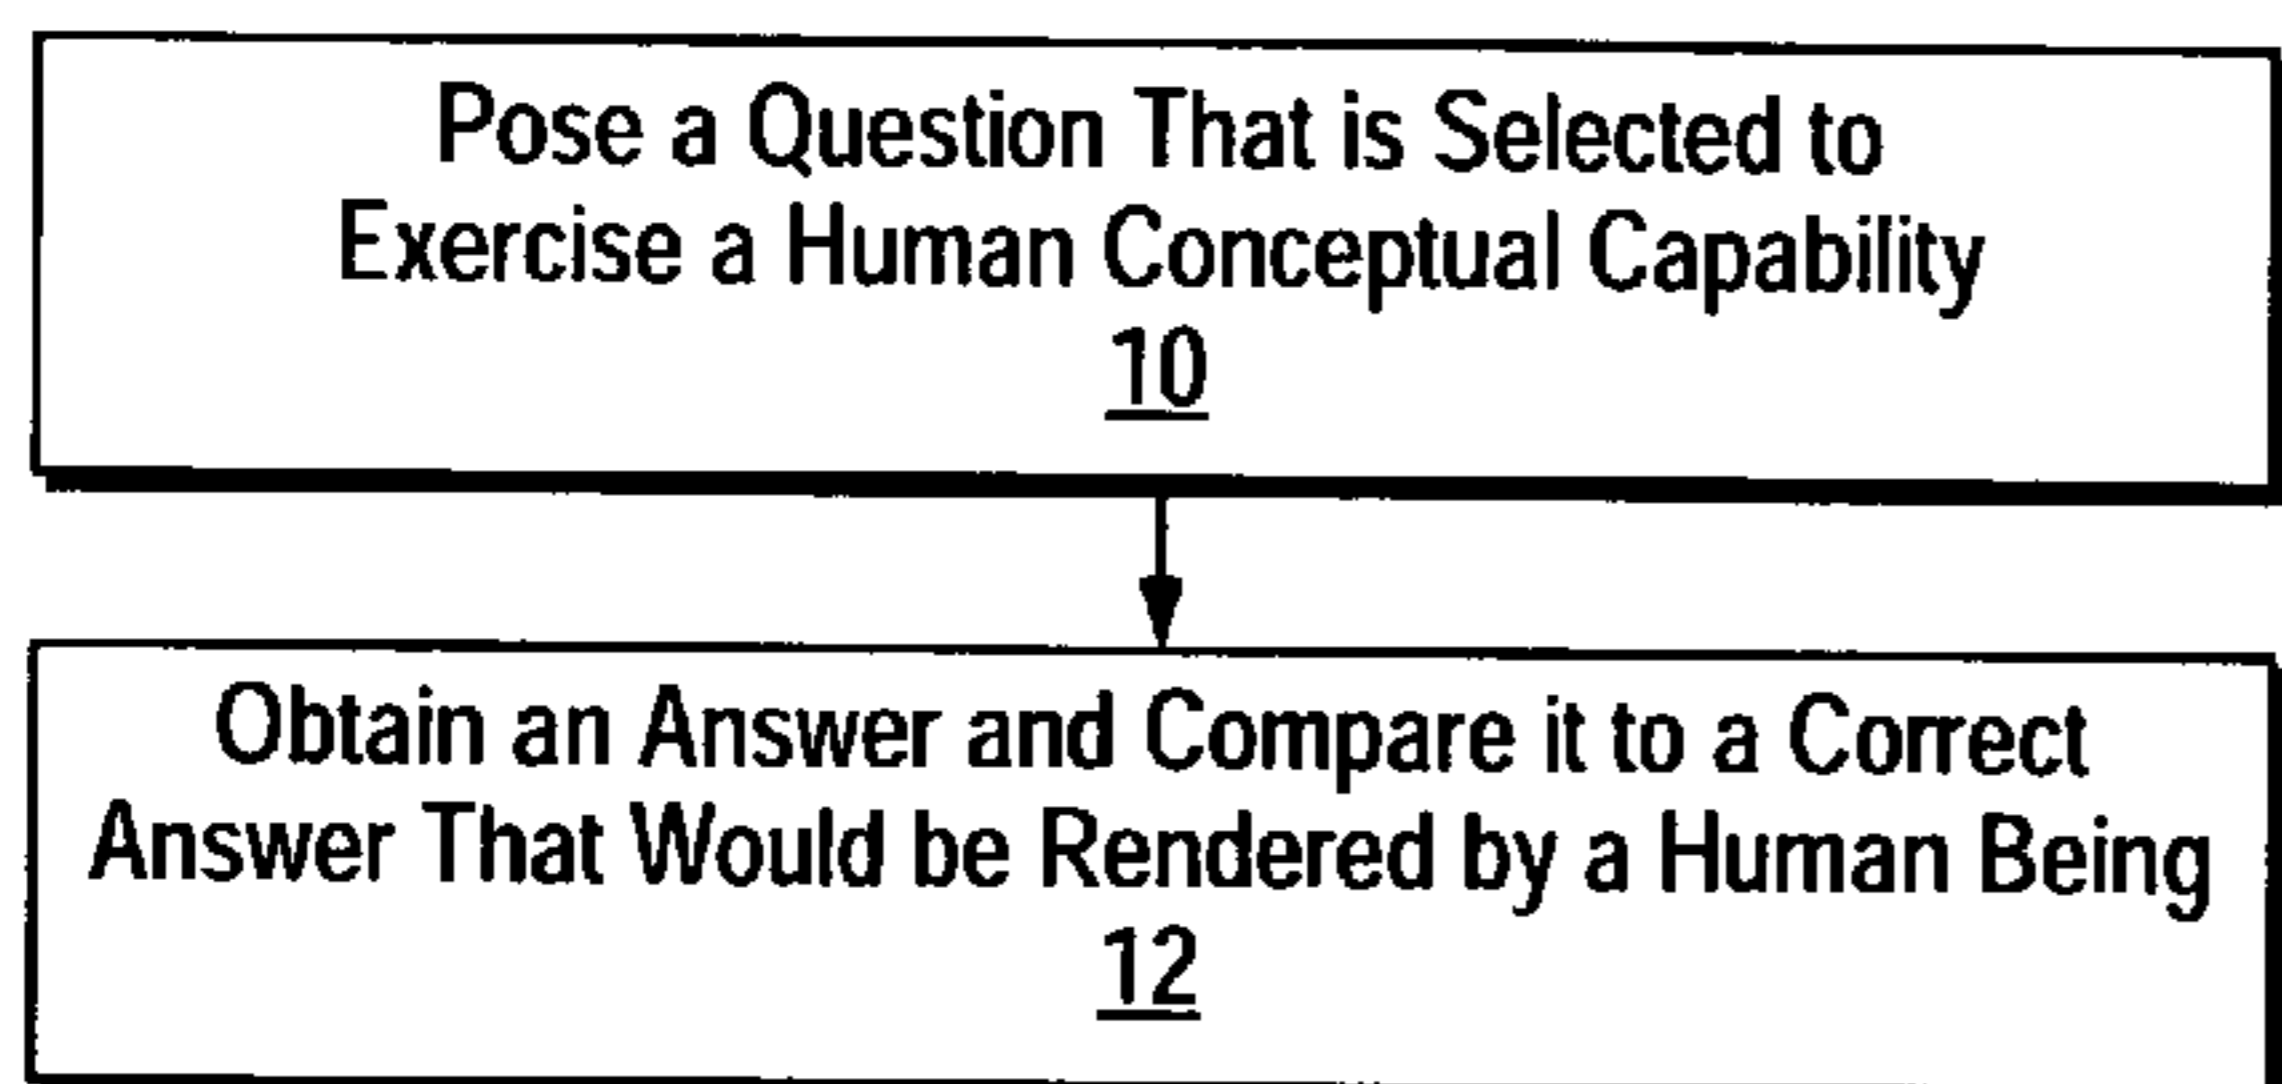 Pose a Question That is Selected to
Exercise a Human Conceptual Capability
10
Obtain an Answer and Compare it to a Correct
Answer That Would be Rendered by a Human Being
12